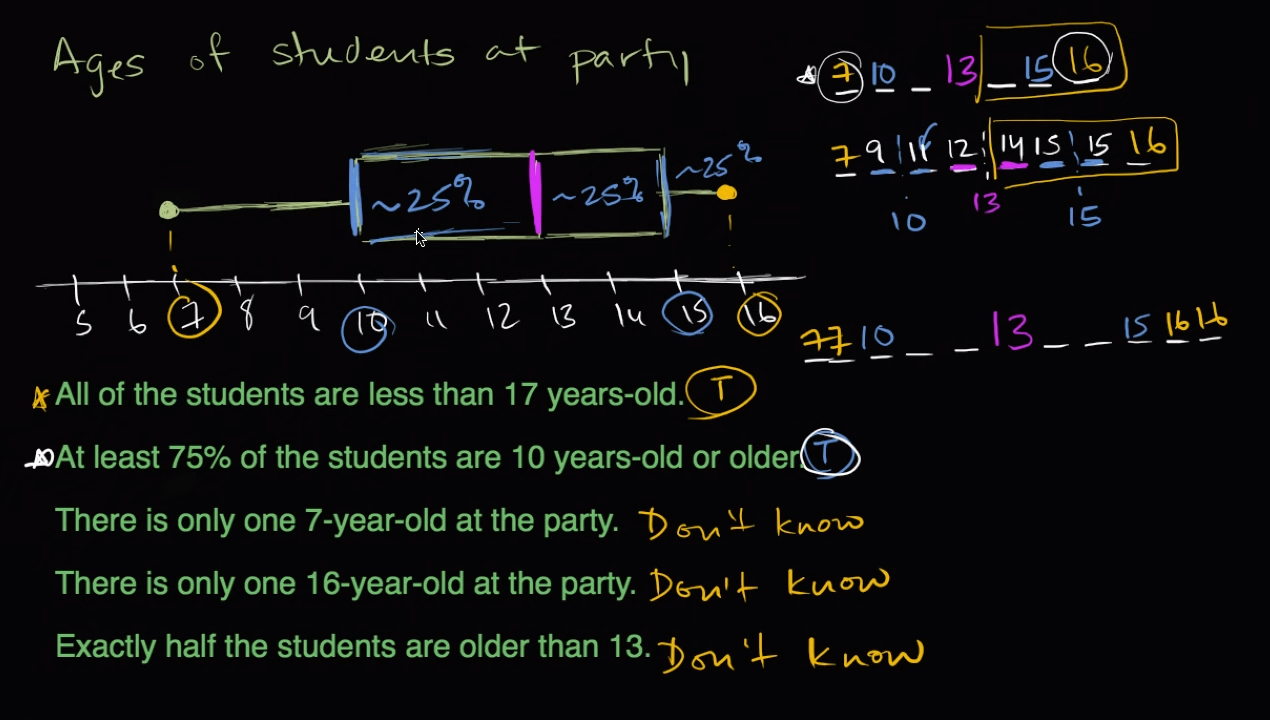 Ages of students at party
7 10 _ 13 _ 15 16
7 9 11 12 14 15 15 16
13
10 15
~25% ~25% ~25%
5 6 7 8 9 10 11 12 13 14 15 16
7 7 10 _ _ 13 _ _ 15 16 16
All of the students are less than 17 years-old. T
At least 75% of the students are 10 years-old or older. T
There is only one 7-year-old at the party. Don't know
There is only one 16-year-old at the party. Don't know
Exactly half the students are older than 13. Don't know